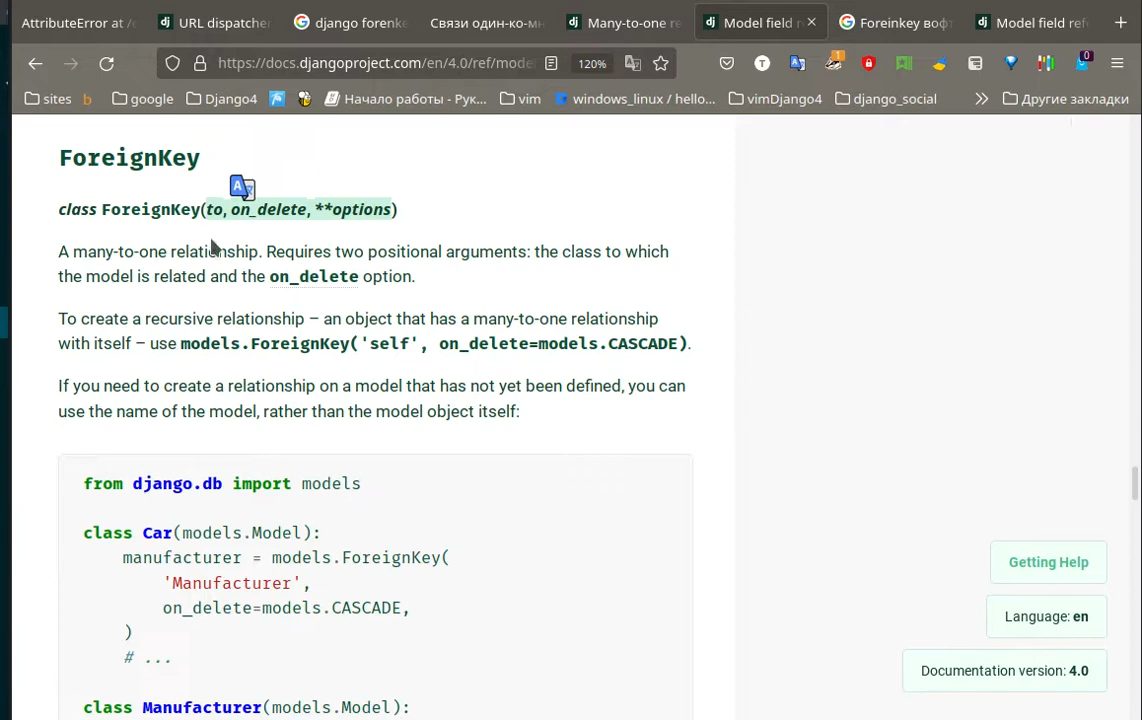 AttributeError at /
URL dispatcher
django forenke
Связи один-ко-мн
Many-to-one re
Model field r
Foreinkey вофт
Model field ref
https://docs.djangoproject.com/en/4.0/ref/mode
120%
T
1
0
sites
b
google
Django4
Начало работы - Рук...
vim
windows_linux / hello...
vimDjango4
django_social
Другие закладки
ForeignKey
class ForeignKey(to, on_delete, **options)
A many-to-one relationship. Requires two positional arguments: the class to which
the model is related and the on_delete option.
To create a recursive relationship – an object that has a many-to-one relationship
with itself – use models.ForeignKey('self', on_delete=models.CASCADE).
If you need to create a relationship on a model that has not yet been defined, you can
use the name of the model, rather than the model object itself:
from django.db import models
class Car(models.Model):
    manufacturer = models.ForeignKey(
        'Manufacturer',
        on_delete=models.CASCADE,
    )
    # ...
class Manufacturer(models.Model):
Getting Help
Language: en
Documentation version: 4.0